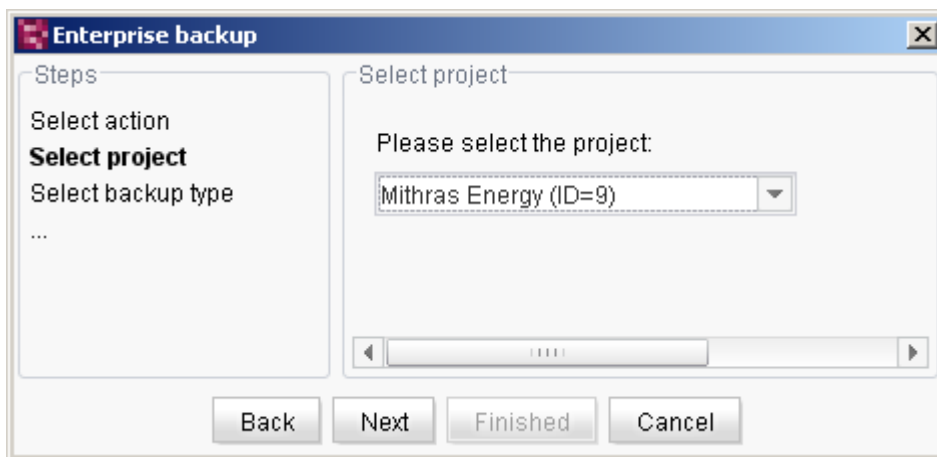 Enterprise backup
Steps
Select action
Select project
Select backup type
...
Select project
Please select the project:
Mithras Energy (ID=9)
Back
Next
Finished
Cancel